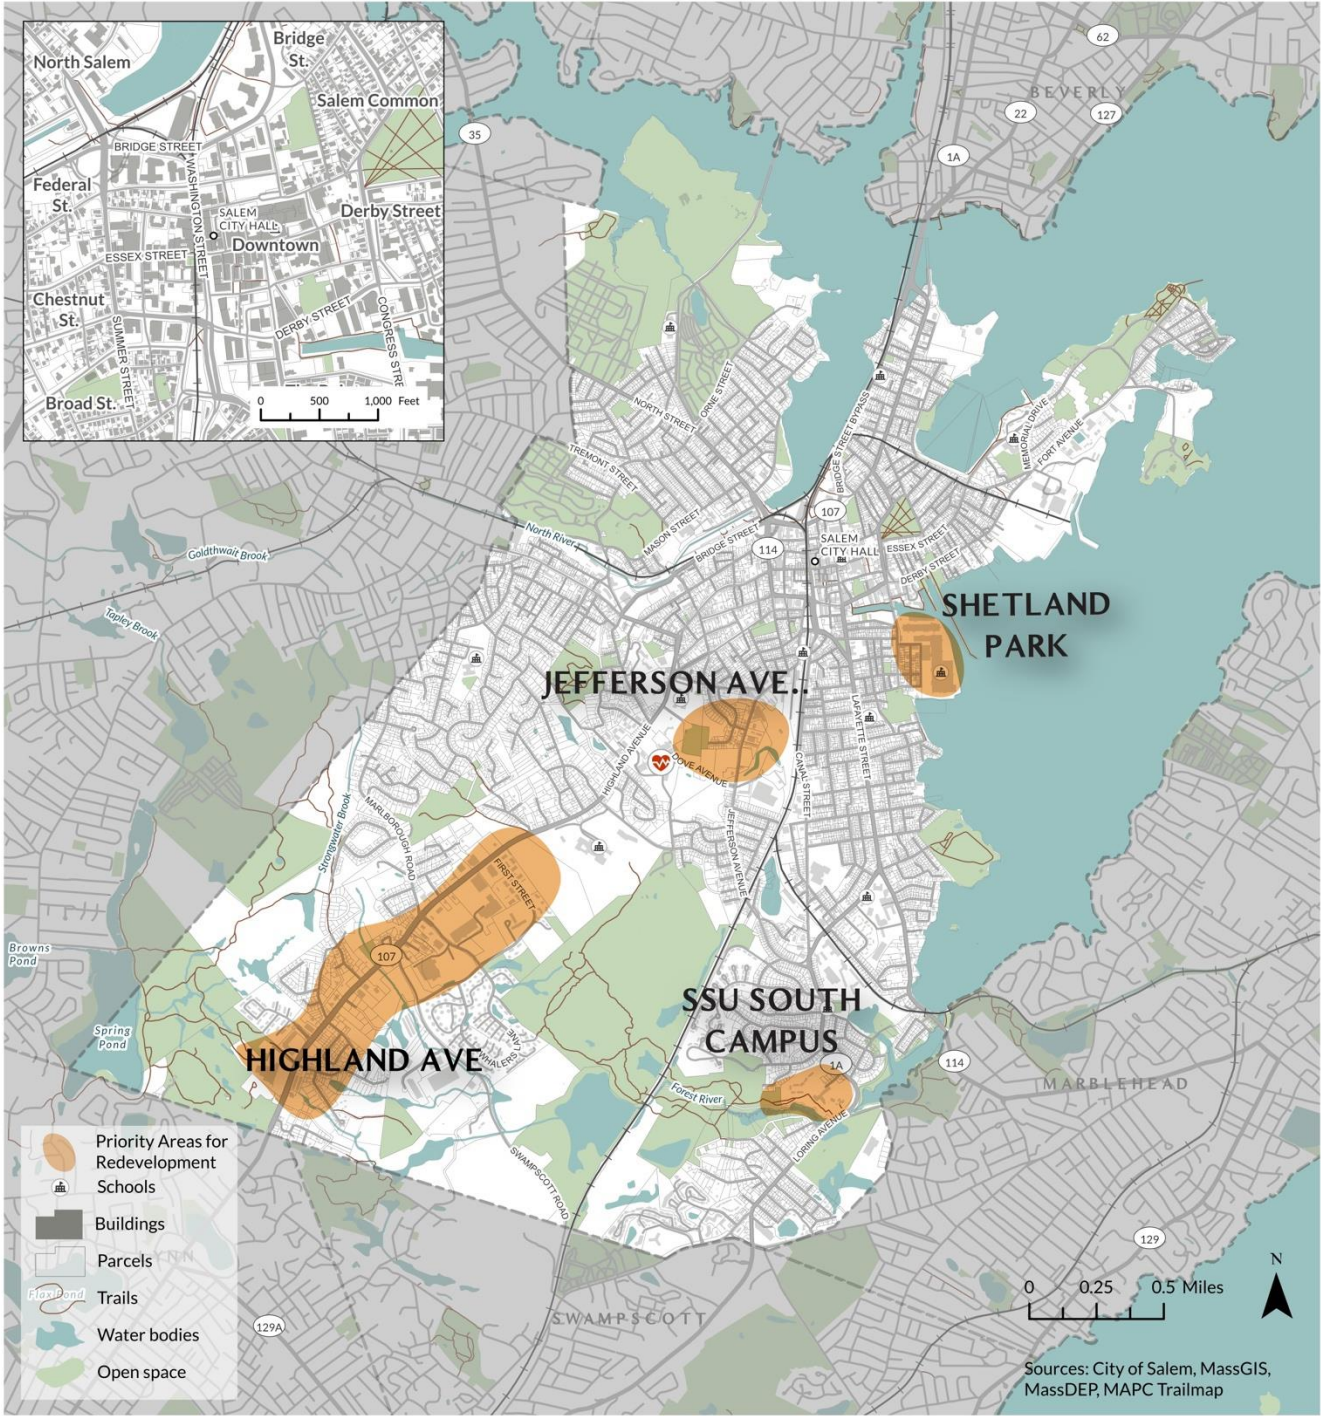 North Salem
Bridge
St.
Salem Common
BRIDGE STREET
WASHINGTON STREET
Federal
St.
SALEM
CITY HALL
Derby Street
Downtown
ESSEX STREET
Chestnut
St.
SUMMER STREET
DERBY STREET
CONGRESS STRE
Broad St.
0 500 1,000 Feet
62
BEVERLY
22
127
35
1A
NORTH STREET
ORNE STREET
BRIDGE STREET BYPASS
MEMORIAL DRIVE
FORT AVENUE
TREMONT STREET
MASON STREET
North River
BRIDGE STREET
107
114
SALEM
CITY HALL
ESSEX STREET
DERBY STREET
Goldthwait Brook
Tapley Brook
SHETLAND
PARK
JEFFERSON AVE..
HIGHLAND AVENUE
DOVE AVENUE
LAFAYETTE STREET
CANAL STREET
JEFFERSON AVENUE
Strongwater Brook
MARLBOROUGH ROAD
FIRST STREET
107
Browns
Pond
Spring
Pond
SSU SOUTH
CAMPUS
HIGHLAND AVE
WHALERS LANE
1A
114
Forest River
MARBLEHEAD
LORING AVENUE
SWAMPSCOTT ROAD
Priority Areas for
Redevelopment
Schools
Buildings
Parcels
YNN
Trails
Flax Pond
Water bodies
Open space
129A
SWAMPSCOTT
129
N
0 0.25 0.5 Miles
Sources: City of Salem, MassGIS,
MassDEP, MAPC Trailmap